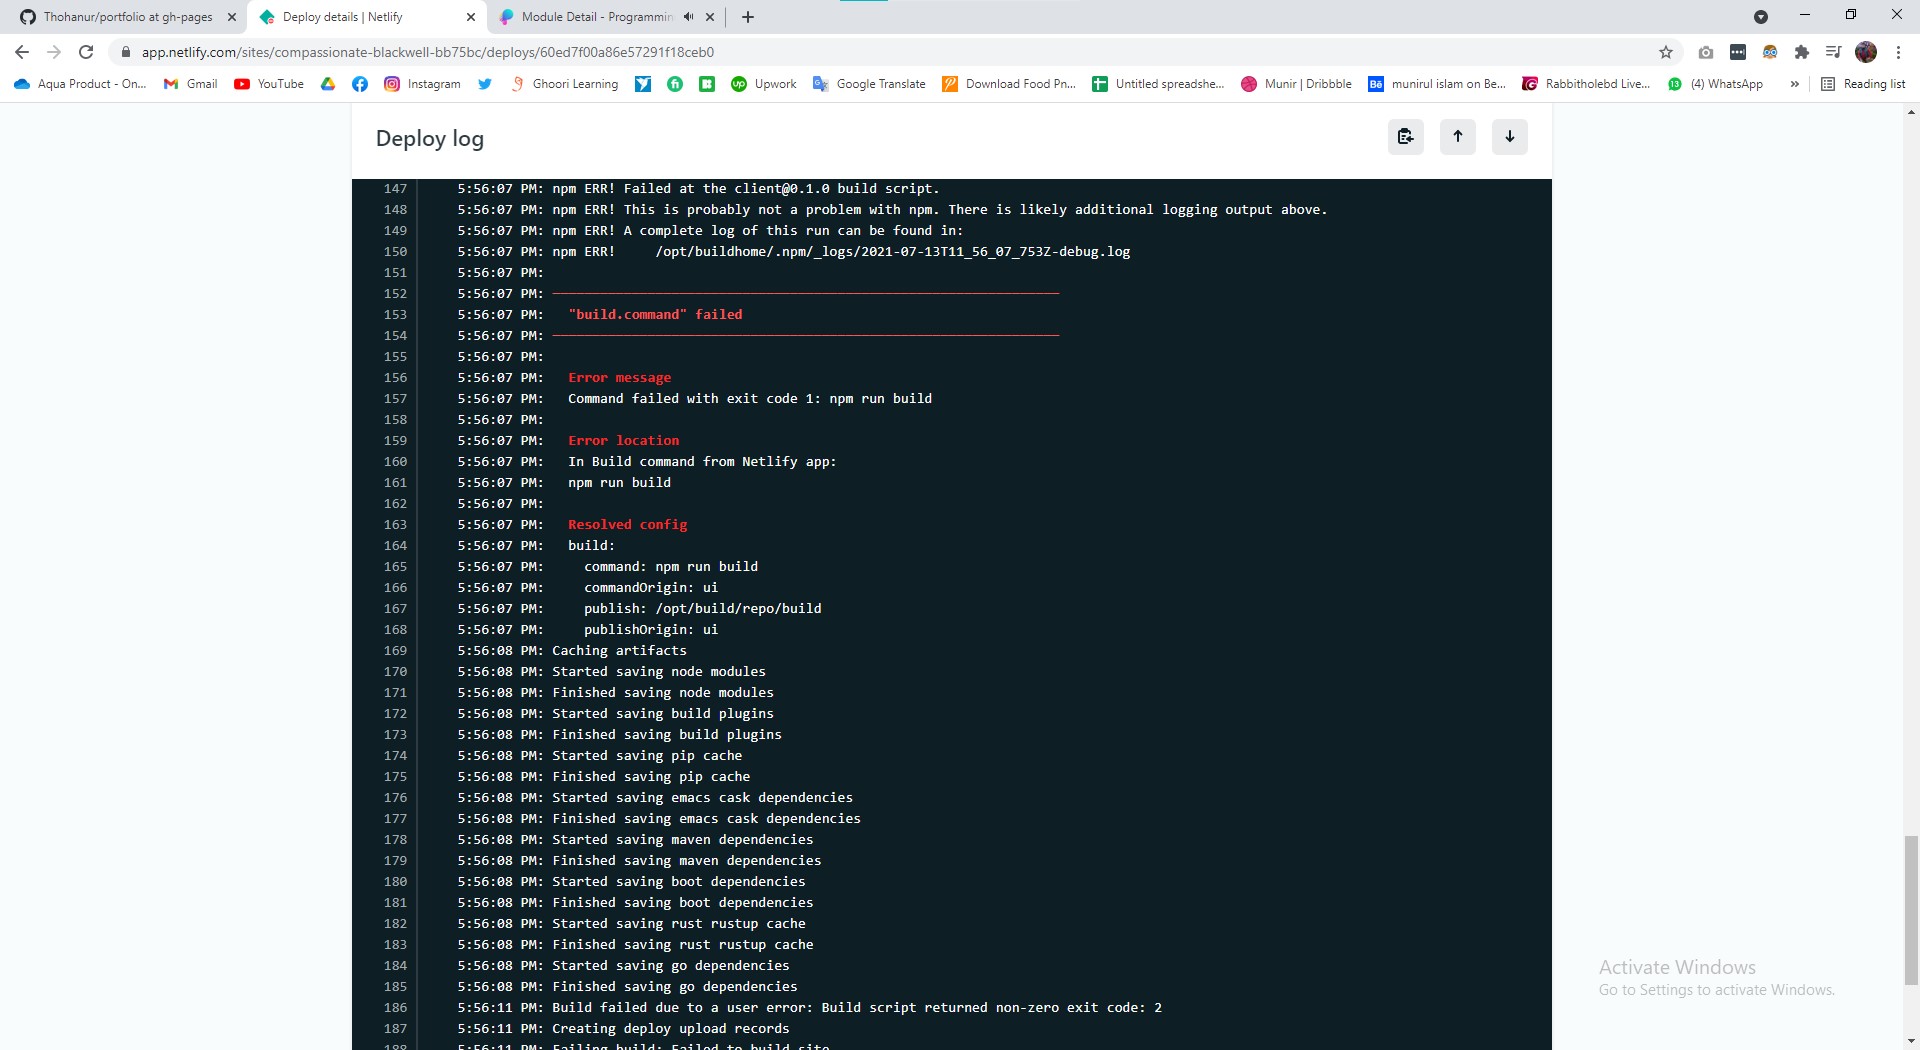 Thohanur/portfolio at gh-pages
Deploy details | Netlify
Module Detail - Programmin
app.netlify.com/sites/compassionate-blackwell-bb75bc/deploys/60ed7f00a86e57291f18ceb0
Aqua Product - On...
Gmail
YouTube
Instagram
Ghoori Learning
Upwork
Google Translate
Download Food Pn...
Untitled spreadshe...
Munir | Dribbble
Bē munirul islam on Be...
Rabbitholebd Live...
13 (4) WhatsApp
»
Reading list
Deploy log
147 5:56:07 PM: npm ERR! Failed at the client@0.1.0 build script.
148 5:56:07 PM: npm ERR! This is probably not a problem with npm. There is likely additional logging output above.
149 5:56:07 PM: npm ERR! A complete log of this run can be found in:
150 5:56:07 PM: npm ERR!     /opt/buildhome/.npm/_logs/2021-07-13T11_56_07_753Z-debug.log
151 5:56:07 PM:
152 5:56:07 PM: ────────────────────────────────────────────────────────────────
153 5:56:07 PM:   "build.command" failed
154 5:56:07 PM: ────────────────────────────────────────────────────────────────
155 5:56:07 PM:
156 5:56:07 PM:   Error message
157 5:56:07 PM:   Command failed with exit code 1: npm run build
158 5:56:07 PM:
159 5:56:07 PM:   Error location
160 5:56:07 PM:   In Build command from Netlify app:
161 5:56:07 PM:   npm run build
162 5:56:07 PM:
163 5:56:07 PM:   Resolved config
164 5:56:07 PM:   build:
165 5:56:07 PM:     command: npm run build
166 5:56:07 PM:     commandOrigin: ui
167 5:56:07 PM:     publish: /opt/build/repo/build
168 5:56:07 PM:     publishOrigin: ui
169 5:56:08 PM: Caching artifacts
170 5:56:08 PM: Started saving node modules
171 5:56:08 PM: Finished saving node modules
172 5:56:08 PM: Started saving build plugins
173 5:56:08 PM: Finished saving build plugins
174 5:56:08 PM: Started saving pip cache
175 5:56:08 PM: Finished saving pip cache
176 5:56:08 PM: Started saving emacs cask dependencies
177 5:56:08 PM: Finished saving emacs cask dependencies
178 5:56:08 PM: Started saving maven dependencies
179 5:56:08 PM: Finished saving maven dependencies
180 5:56:08 PM: Started saving boot dependencies
181 5:56:08 PM: Finished saving boot dependencies
182 5:56:08 PM: Started saving rust rustup cache
183 5:56:08 PM: Finished saving rust rustup cache
184 5:56:08 PM: Started saving go dependencies
185 5:56:08 PM: Finished saving go dependencies
186 5:56:11 PM: Build failed due to a user error: Build script returned non-zero exit code: 2
187 5:56:11 PM: Creating deploy upload records
188 5:56:11 PM: Failing build: Failed to build site
Activate Windows
Go to Settings to activate Windows.